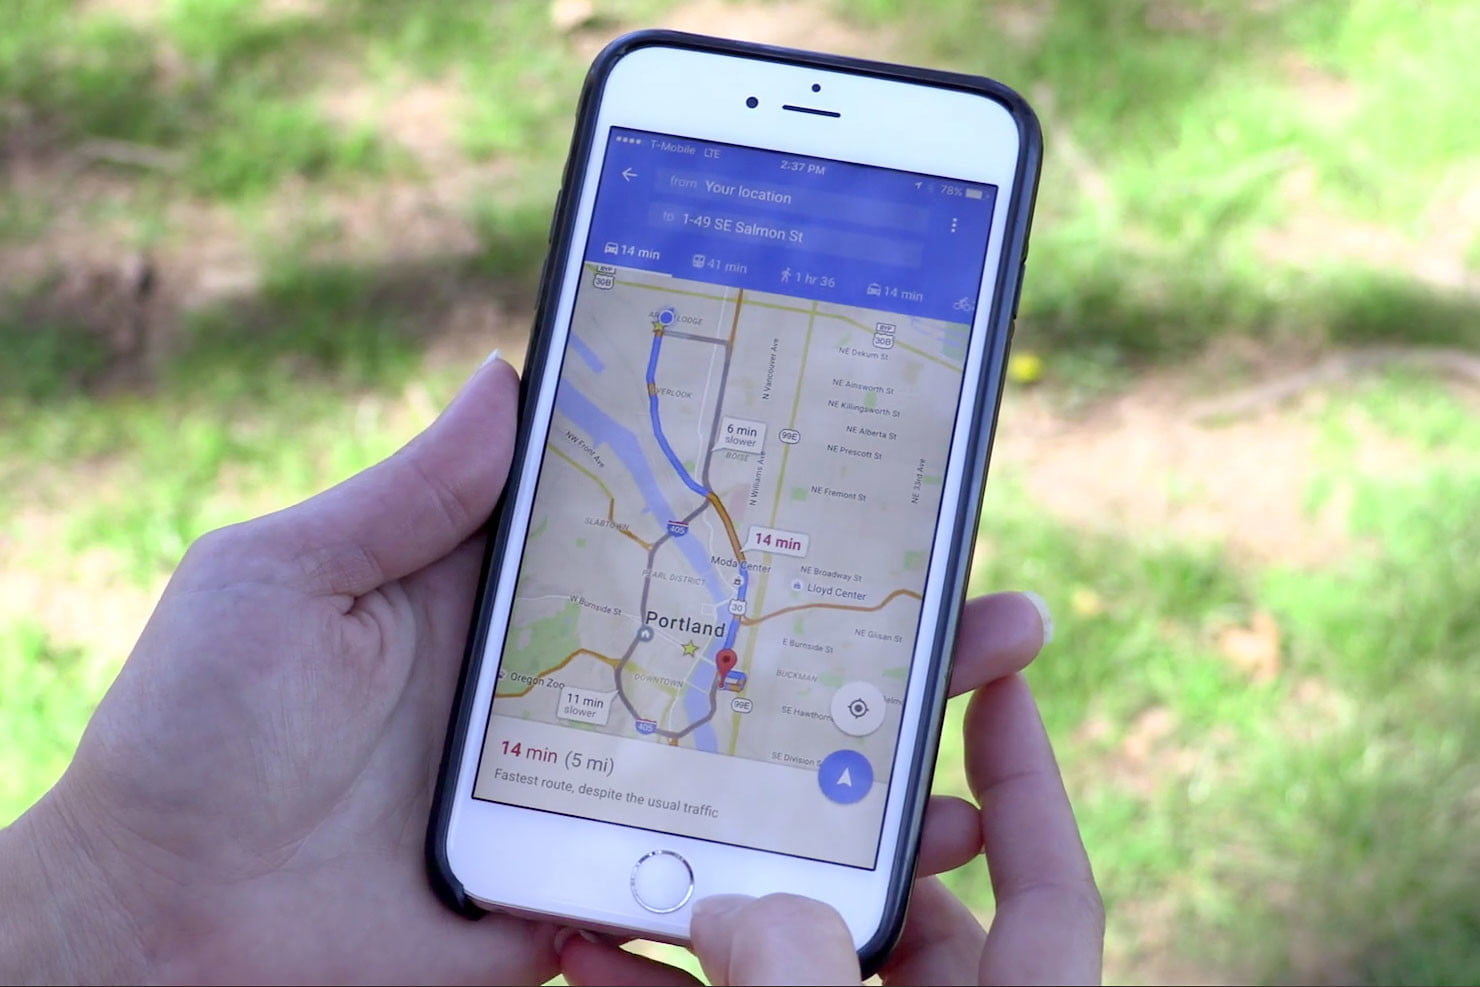 T-Mobile LTE 2:37 PM 78%
from Your location
to 1-49 SE Salmon St
14 min 41 min 1 hr 36 14 min
BYP
30B
BYP
30B
NE Dekum St
N Vancouver Ave
NE Ainsworth St
VERLOOK
NE Killingsworth St
6 min
slower
99E
NE Alberta St
BOISE
NE Prescott St
NW Front Ave
N Williams Ave
NE Fremont St
NE 33rd Ave
SLABTOWN
405
14 min
Moda Center
NE Broadway St
PEARL DISTRICT
Lloyd Center
W Burnside St
30
Portland
NE Glisan St
E Burnside St
Oregon Zoo
DOWNTOWN
BUCKMAN
11 min
slower
99E
SE Hawthorn
405
SE Division S
14 min (5 mi)
Fastest route, despite the usual traffic